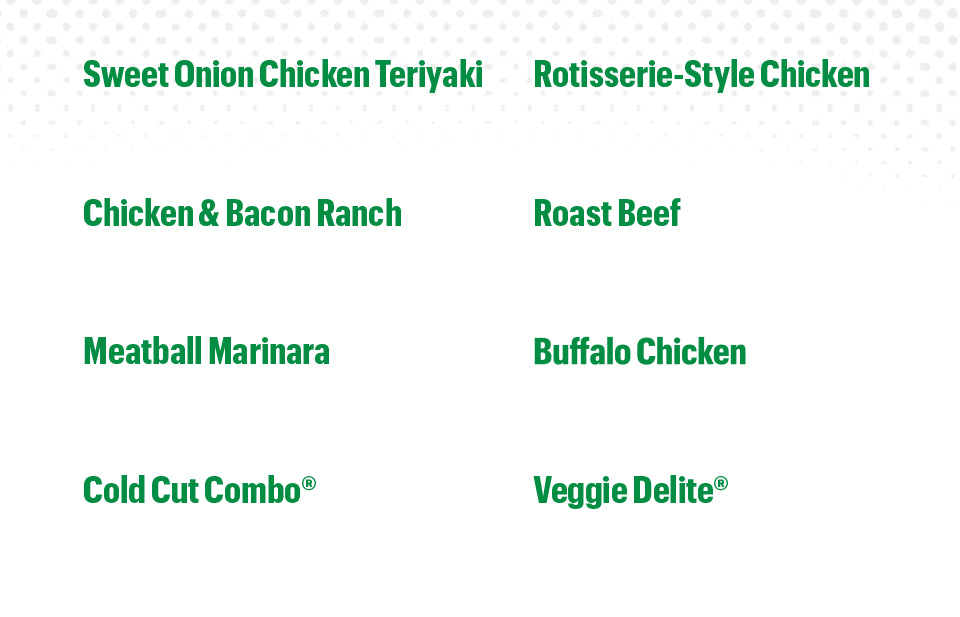 Sweet Onion Chicken Teriyaki
Rotisserie-Style Chicken
Chicken & Bacon Ranch
Roast Beef
Meatball Marinara
Buffalo Chicken
Cold Cut Combo®
Veggie Delite®